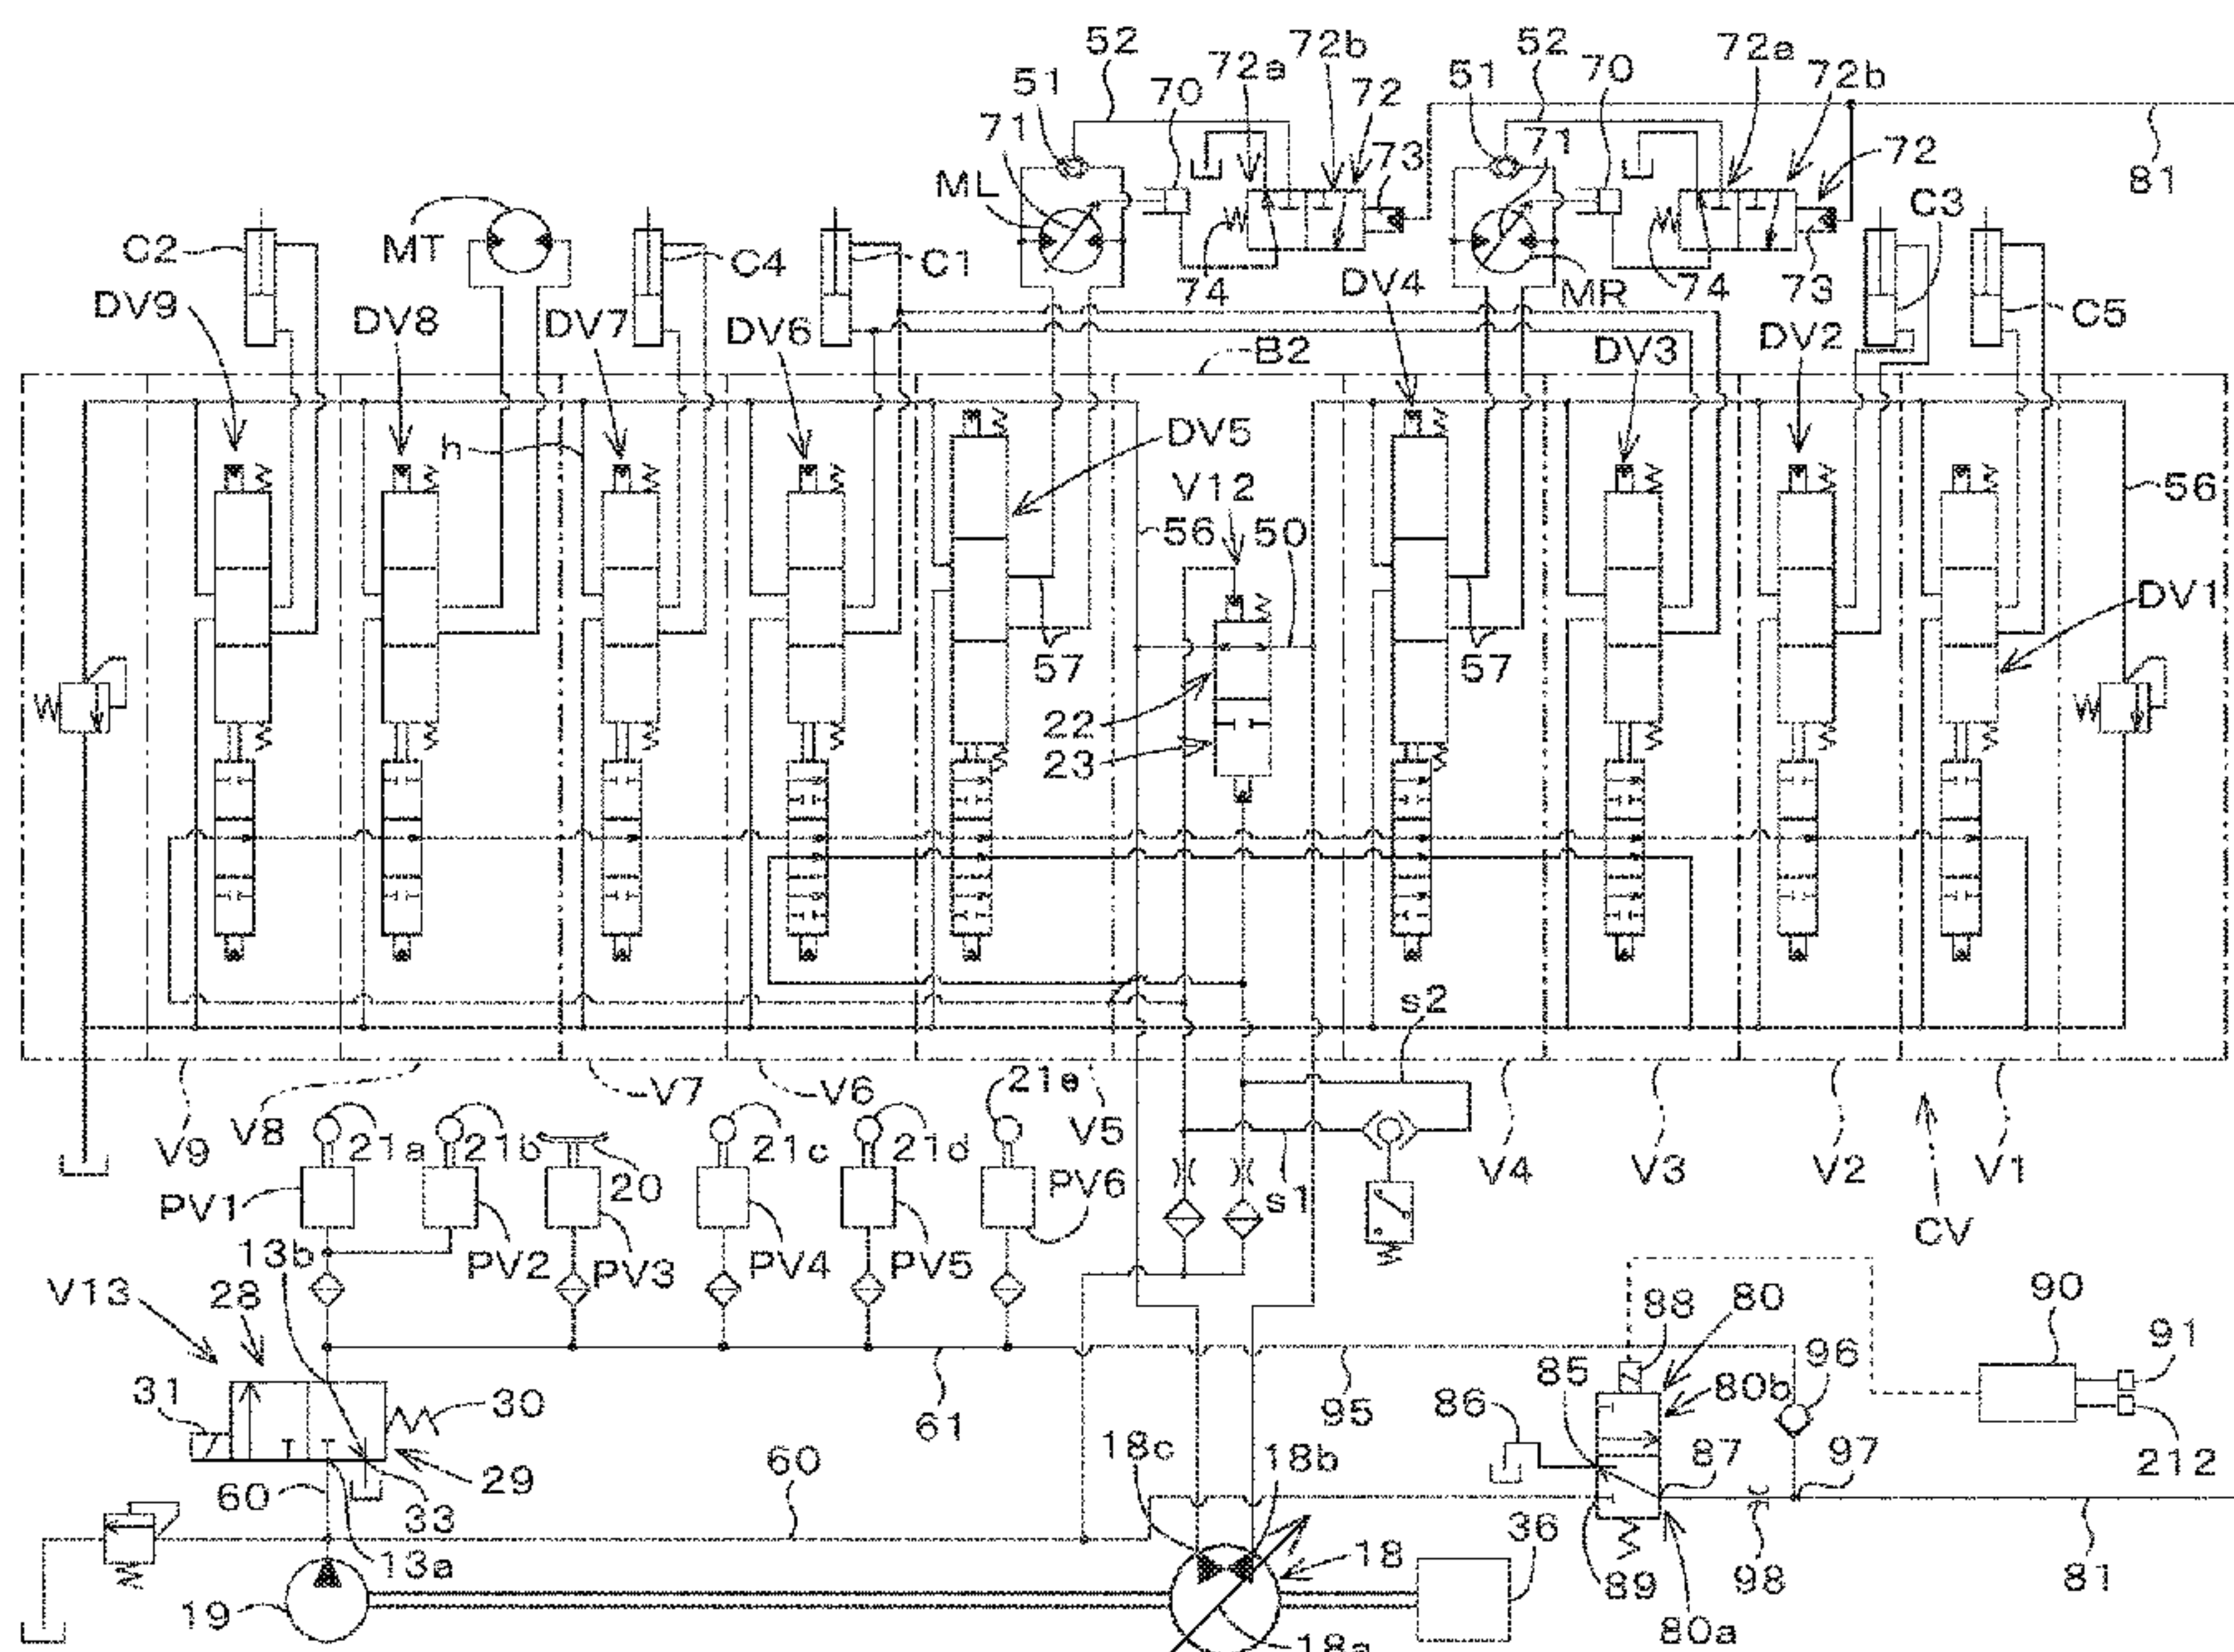 52 72b 52 72a
51 72a 70 72 51 70 72b
71 71
ML 73 72
81
C2 MT C4 C1 C3
DV9 DV8 DV7 DV6 74 DV4 MR 74 73
B2 DV3 DV2 C5
h DV5
V12 56
56 50
DV1
57 57
22
23
s2
V7 V6 21e V5
V9 V8 21a 21b 21c 21d
20 PV6 s1 V4 V3 V2 V1
PV1
13b PV2 PV3 PV4 PV5 CV
V13 28 88 80 90
31 30 85 80b 96 91
61 95 86
60 29 60 18c 18b 87 97 212
33 36
13a 18
19 89 98 81
18a 80a